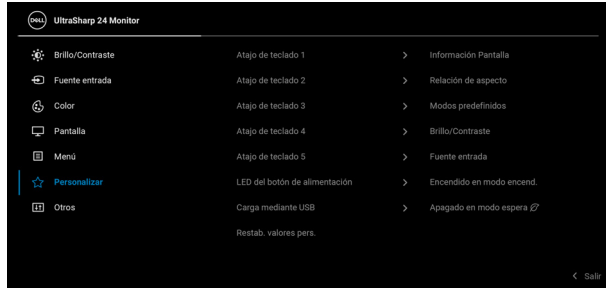 DELL UltraSharp 24 Monitor
Brillo/Contraste Atajo de teclado 1 > Información Pantalla
Fuente entrada Atajo de teclado 2 > Relación de aspecto
Color Atajo de teclado 3 > Modos predefinidos
Pantalla Atajo de teclado 4 > Brillo/Contraste
Menú Atajo de teclado 5 > Fuente entrada
Personalizar LED del botón de alimentación > Encendido en modo encend.
Otros Carga mediante USB > Apagado en modo espera
Restab. valores pers.
< Salir